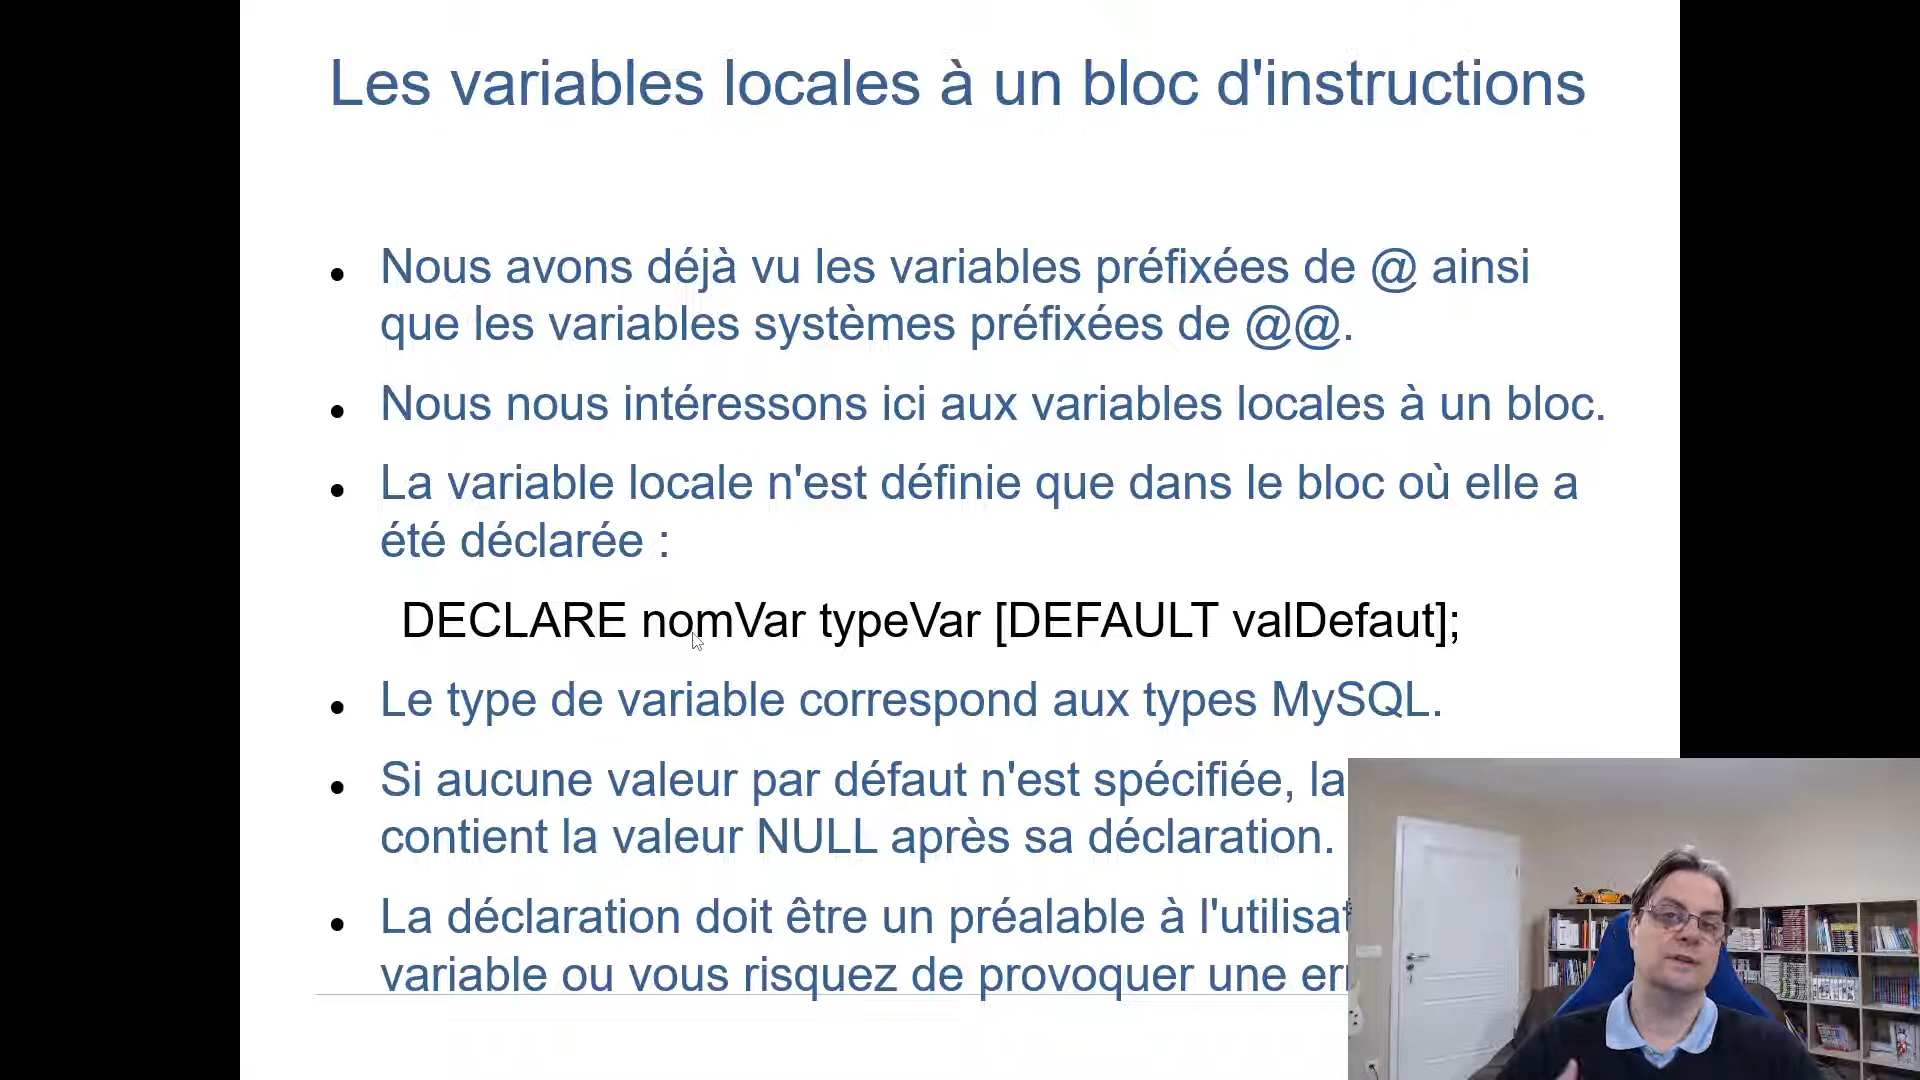 Les variables locales à un bloc d'instructions
Nous avons déjà vu les variables préfixées de @ ainsi
que les variables systèmes préfixées de @@.
Nous nous intéressons ici aux variables locales à un bloc.
La variable locale n'est définie que dans le bloc où elle a
été déclarée :
DECLARE nomVar typeVar [DEFAULT valDefaut];
Le type de variable correspond aux types MySQL.
Si aucune valeur par défaut n'est spécifiée, la
contient la valeur NULL après sa déclaration.
La déclaration doit être un préalable à
variable ou vous risquez de provoquer une